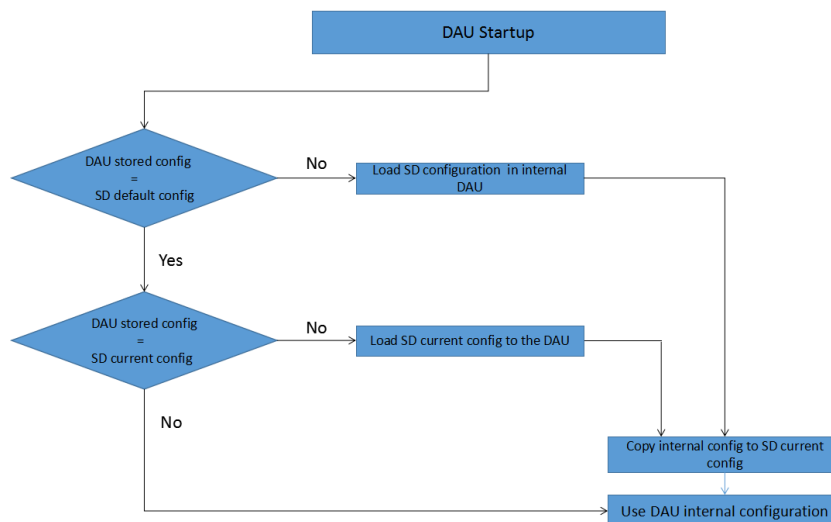 DAU Startup
DAU stored config
=
SD default config
No
Load SD configuration in internal
DAU
Yes
DAU stored config
=
SD current config
No
Load SD current config to the DAU
No
Copy internal config to SD current
config
Use DAU internal configuration